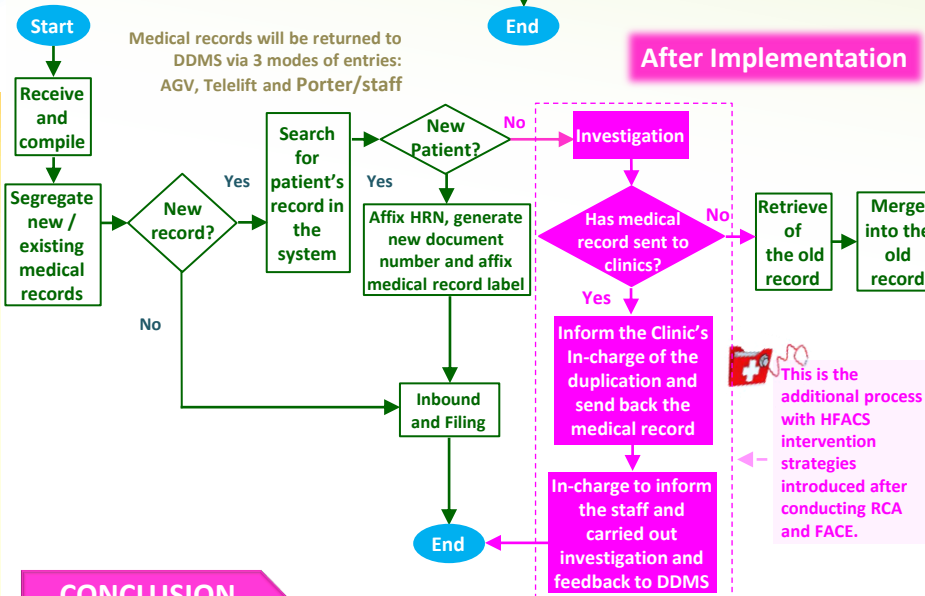 Start
End
Medical records will be returned to
DDMS via 3 modes of entries:
AGV, Telelift and Porter/staff
After Implementation
Receive
and
compile
Segregate
new /
existing
medical
records
New
record?
Yes
No
Search
for
patient's
record in
the
system
New
Patient?
No
Yes
Affix HRN, generate
new document
number and affix
medical record label
Inbound
and Filing
End
Investigation
Has medical
record sent to
clinics?
No
Yes
Retrieve
of
the old
record
Merge
into the
old
record
Inform the Clinic's
In-charge of the
duplication and
send back the
medical record
In-charge to inform
the staff and
carried out
investigation and
feedback to DDMS
This is the
additional process
with HFACS
intervention
strategies
introduced after
conducting RCA
and FACE.
CONCLUSION